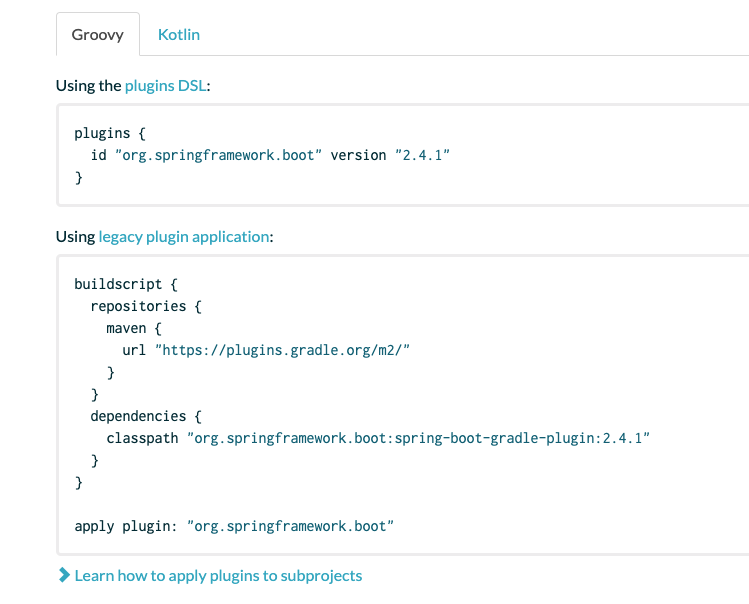 Groovy Kotlin
Using the plugins DSL:
plugins {
  id "org.springframework.boot" version "2.4.1"
}
Using legacy plugin application:
buildscript {
  repositories {
    maven {
      url "https://plugins.gradle.org/m2/"
    }
  }
  dependencies {
    classpath "org.springframework.boot:spring-boot-gradle-plugin:2.4.1"
  }
}
apply plugin: "org.springframework.boot"
Learn how to apply plugins to subprojects